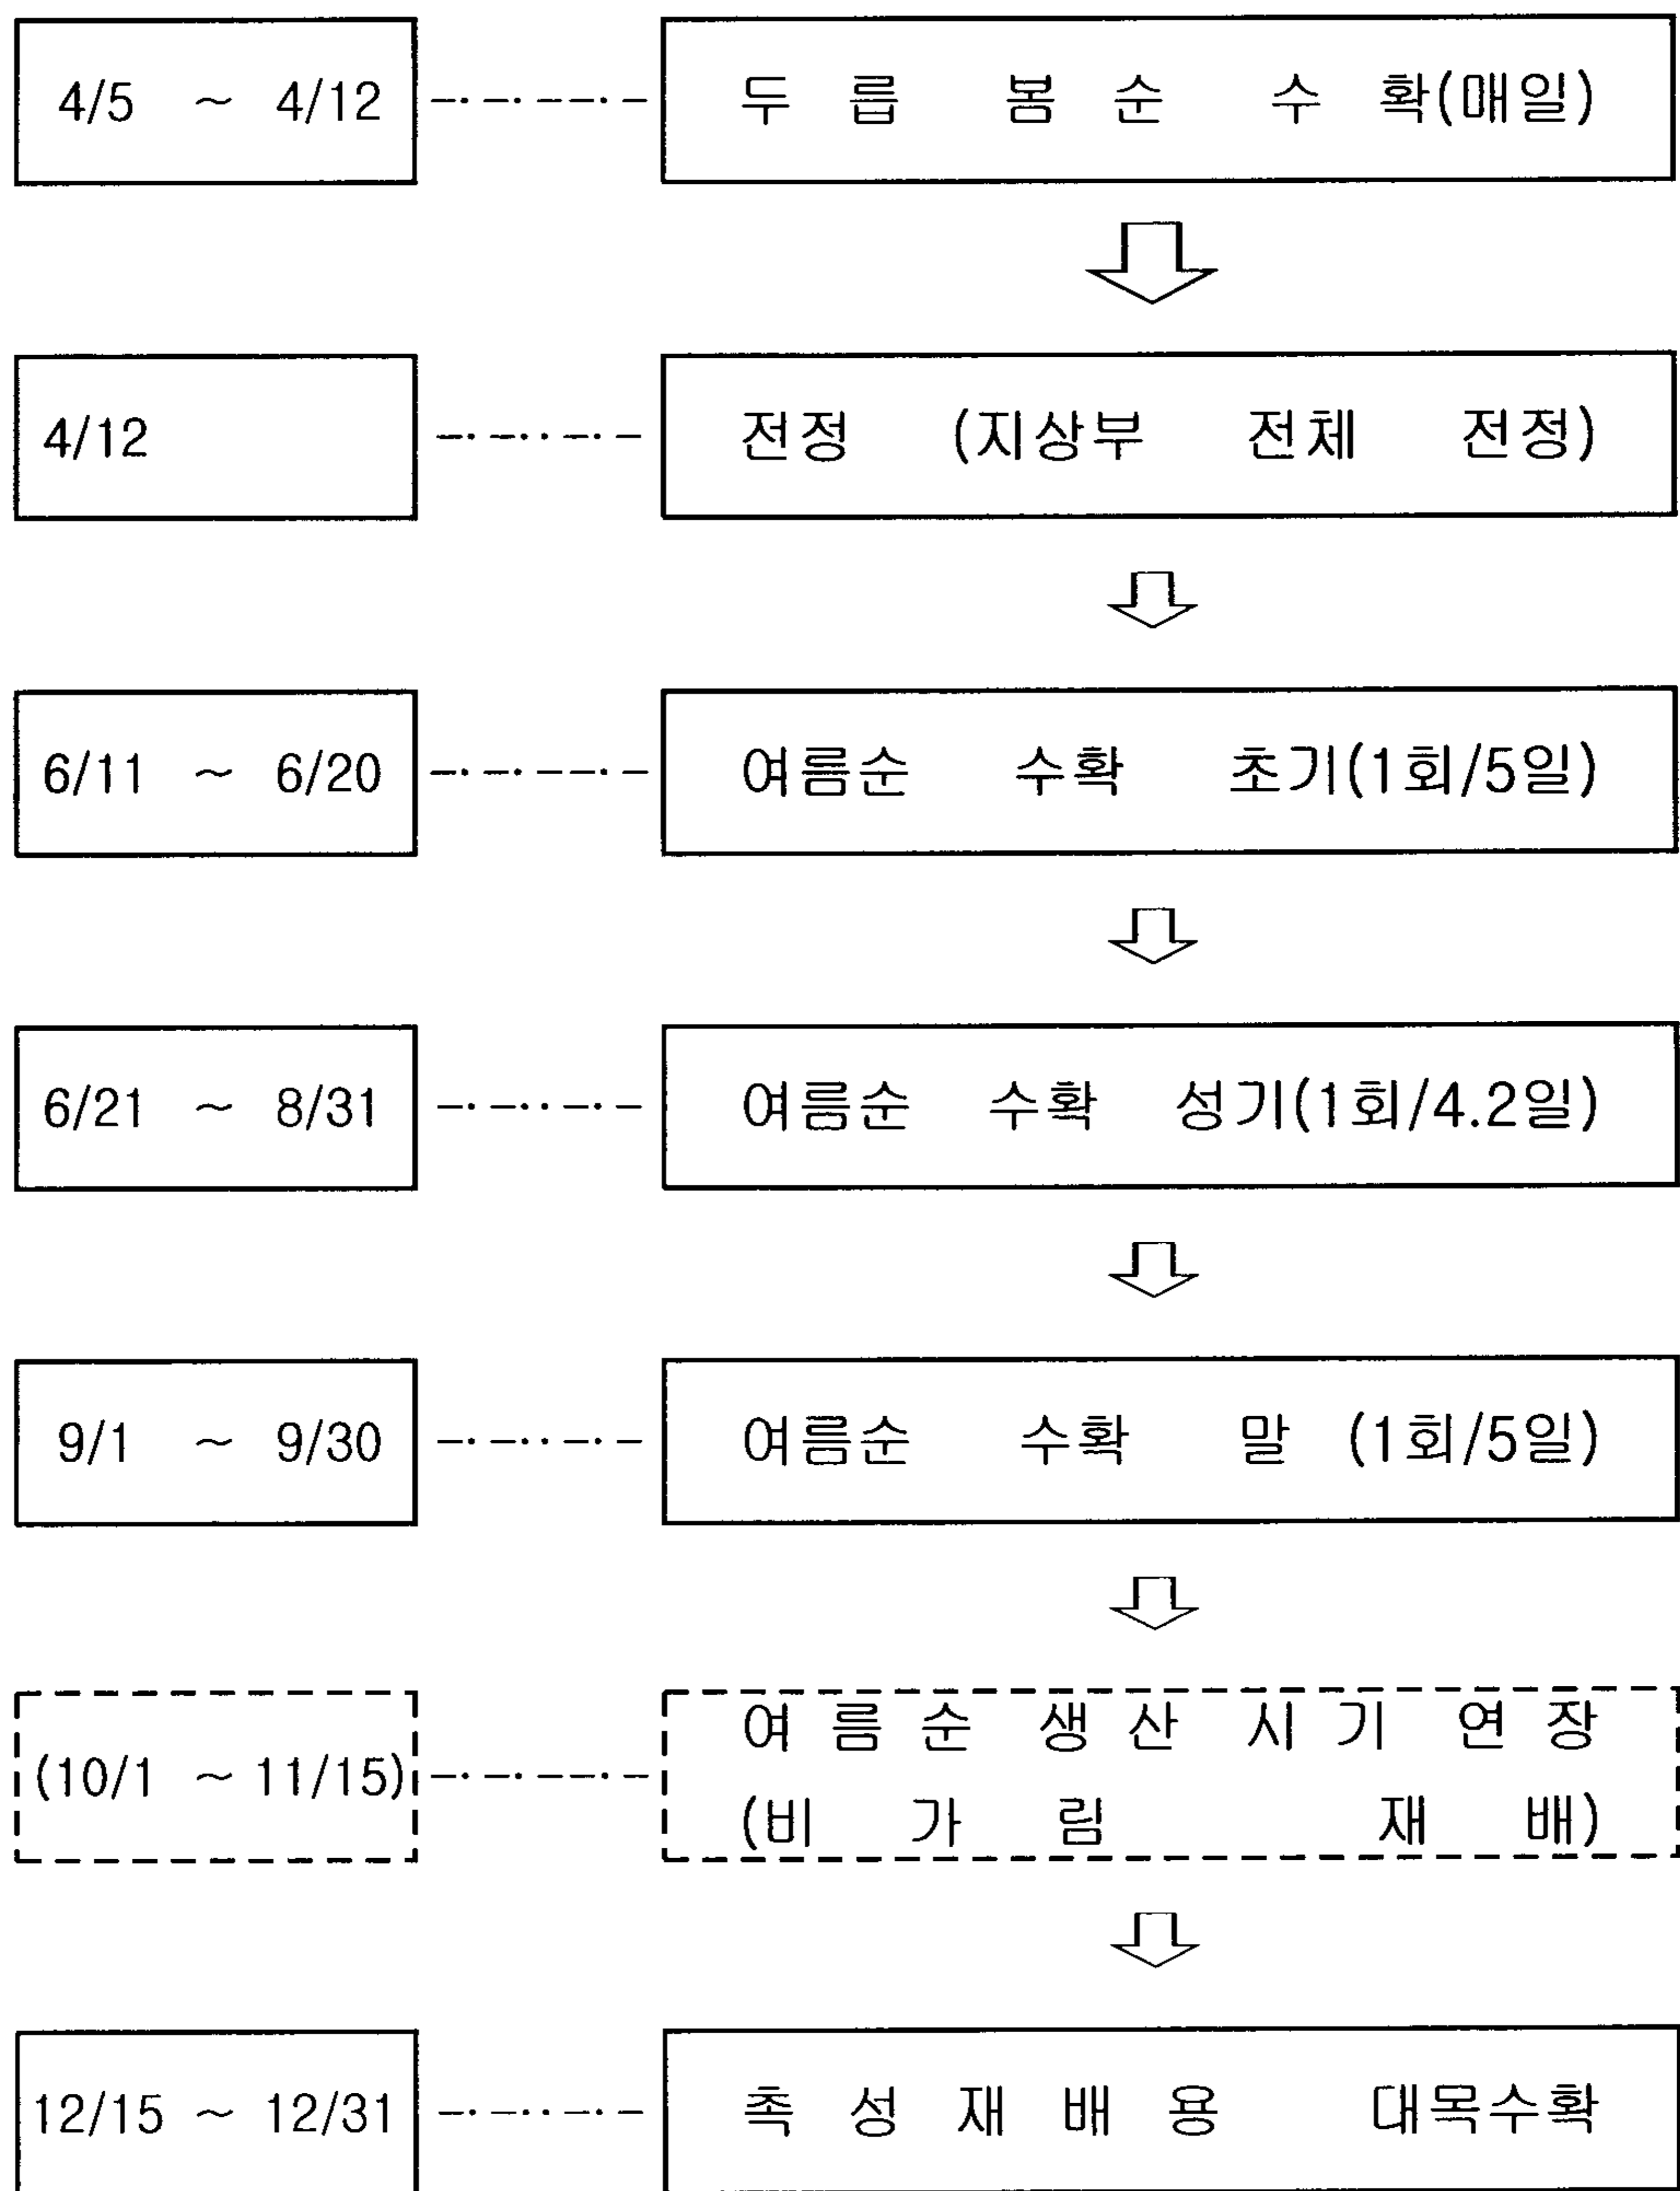 4/5 ~ 4/12 두 릅 봄 순 수 확(매일)
4/12 전정 (지상부 전체 전정)
6/11 ~ 6/20 여름순 수확 초기(1회/5일)
6/21 ~ 8/31 여름순 수확 성기(1회/4.2일)
9/1 ~ 9/30 여름순 수확 말 (1회/5일)
(10/1 ~ 11/15) 여 름 순 생 산 시 기 연 장
(비 가 림 재 배)
12/15 ~ 12/31 촉 성 재 배 용 대목수확